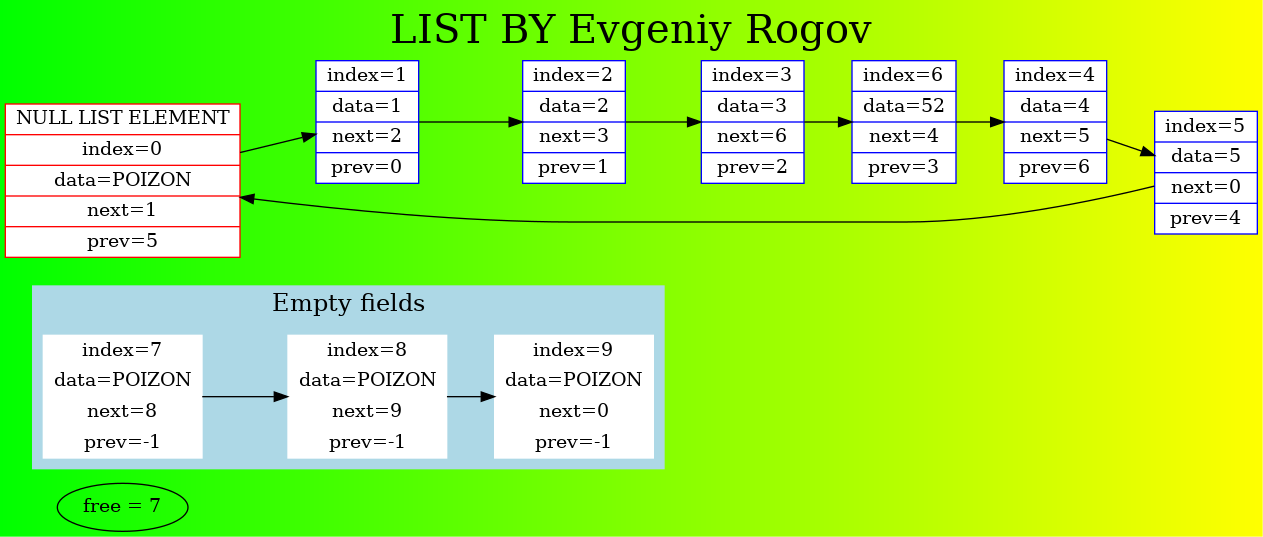 LIST BY Evgeniy Rogov
NULL LIST ELEMENT
index=0
data=POIZON
next=1
prev=5
index=1
data=1
next=2
prev=0
index=2
data=2
next=3
prev=1
index=3
data=3
next=6
prev=2
index=6
data=52
next=4
prev=3
index=4
data=4
next=5
prev=6
index=5
data=5
next=0
prev=4
Empty fields
index=7
data=POIZON
next=8
prev=-1
index=8
data=POIZON
next=9
prev=-1
index=9
data=POIZON
next=0
prev=-1
free = 7